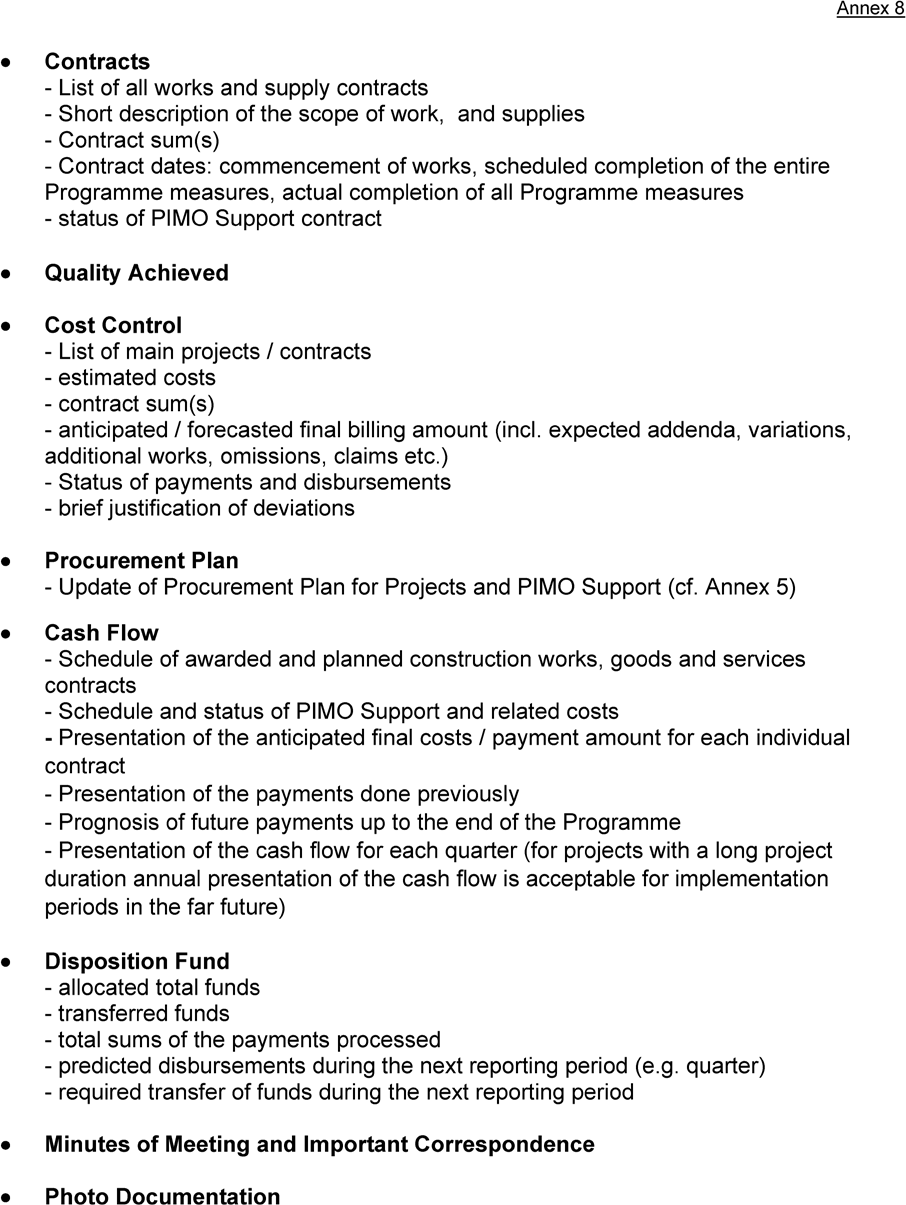 Annex 8
• Contracts
- List of all works and supply contracts
- Short description of the scope of work,  and supplies
- Contract sum(s)
- Contract dates: commencement of works, scheduled completion of the entire
Programme measures, actual completion of all Programme measures
- status of PIMO Support contract
• Quality Achieved
• Cost Control
- List of main projects / contracts
- estimated costs
- contract sum(s)
- anticipated / forecasted final billing amount (incl. expected addenda, variations,
additional works, omissions, claims etc.)
- Status of payments and disbursements
- brief justification of deviations
• Procurement Plan
- Update of Procurement Plan for Projects and PIMO Support (cf. Annex 5)
• Cash Flow
- Schedule of awarded and planned construction works, goods and services
contracts
- Schedule and status of PIMO Support and related costs
- Presentation of the anticipated final costs / payment amount for each individual
contract
- Presentation of the payments done previously
- Prognosis of future payments up to the end of the Programme
- Presentation of the cash flow for each quarter (for projects with a long project
duration annual presentation of the cash flow is acceptable for implementation
periods in the far future)
• Disposition Fund
- allocated total funds
- transferred funds
- total sums of the payments processed
- predicted disbursements during the next reporting period (e.g. quarter)
- required transfer of funds during the next reporting period
• Minutes of Meeting and Important Correspondence
• Photo Documentation